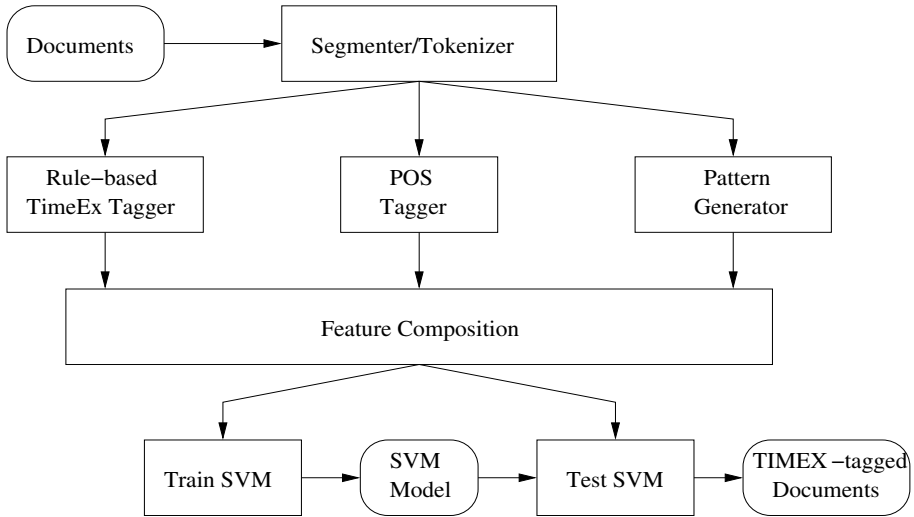 Documents
Segmenter/Tokenizer
Rule−based
TimeEx Tagger
POS
Tagger
Pattern
Generator
Feature Composition
Train SVM
SVM
Model
Test SVM
TIMEX−tagged
Documents